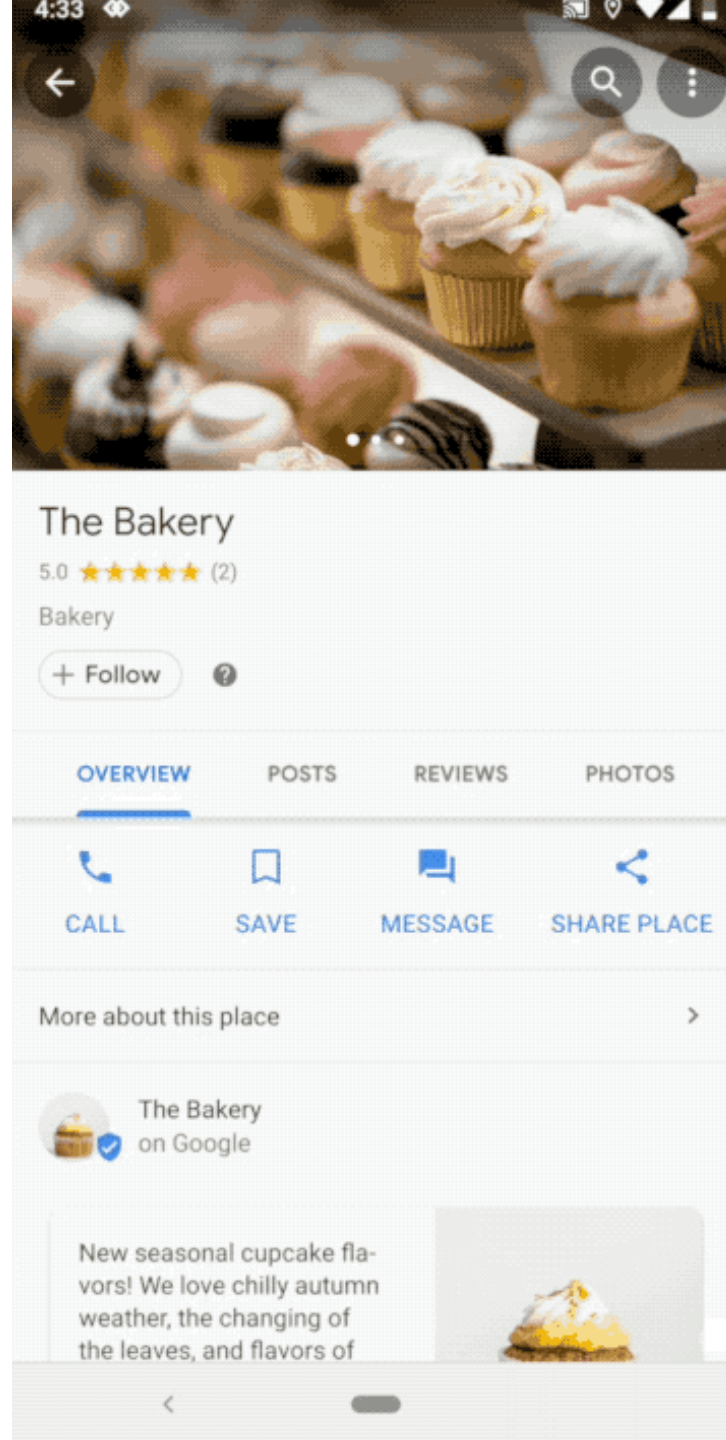 4:33
The Bakery
5.0 (2)
Bakery
+ Follow
OVERVIEW POSTS REVIEWS PHOTOS
CALL SAVE MESSAGE SHARE PLACE
More about this place
The Bakery
on Google
New seasonal cupcake fla-
vors! We love chilly autumn
weather, the changing of
the leaves, and flavors of